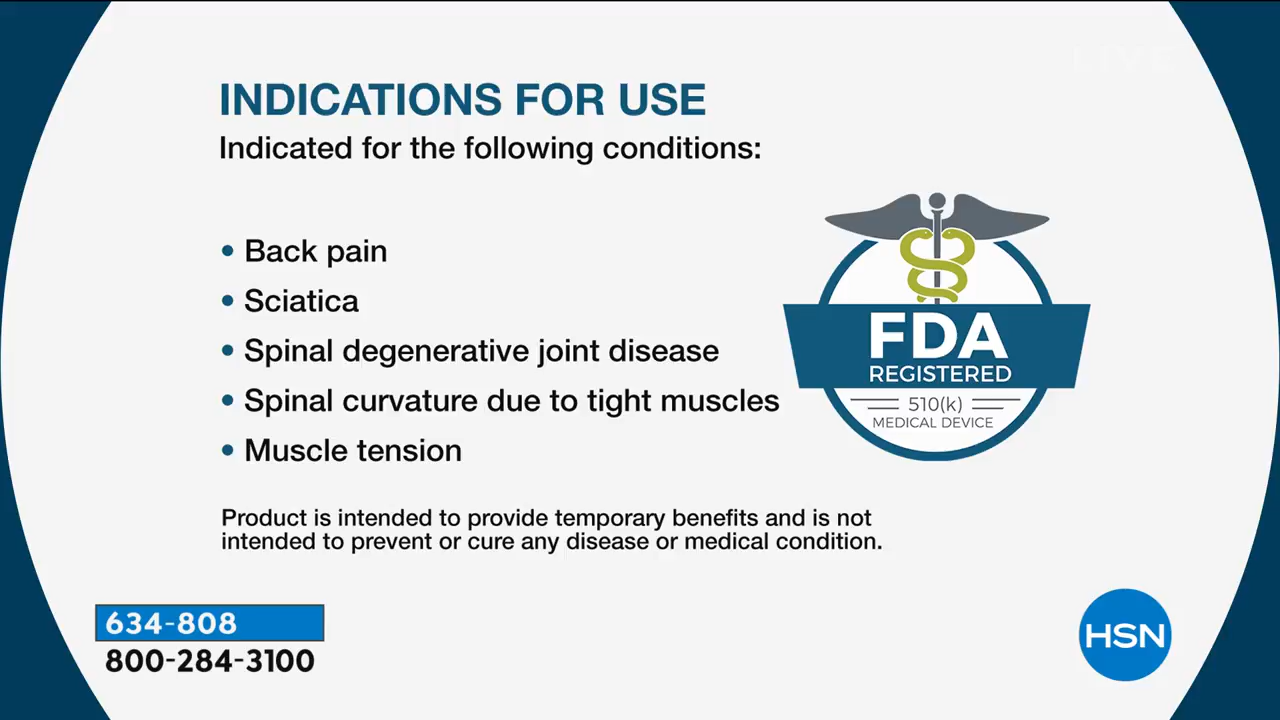 LIVE
INDICATIONS FOR USE
Indicated for the following conditions:
• Back pain
• Sciatica
• Spinal degenerative joint disease
• Spinal curvature due to tight muscles
• Muscle tension
FDA
REGISTERED
510(k)
MEDICAL DEVICE
Product is intended to provide temporary benefits and is not
intended to prevent or cure any disease or medical condition.
634-808
800-284-3100
HSN